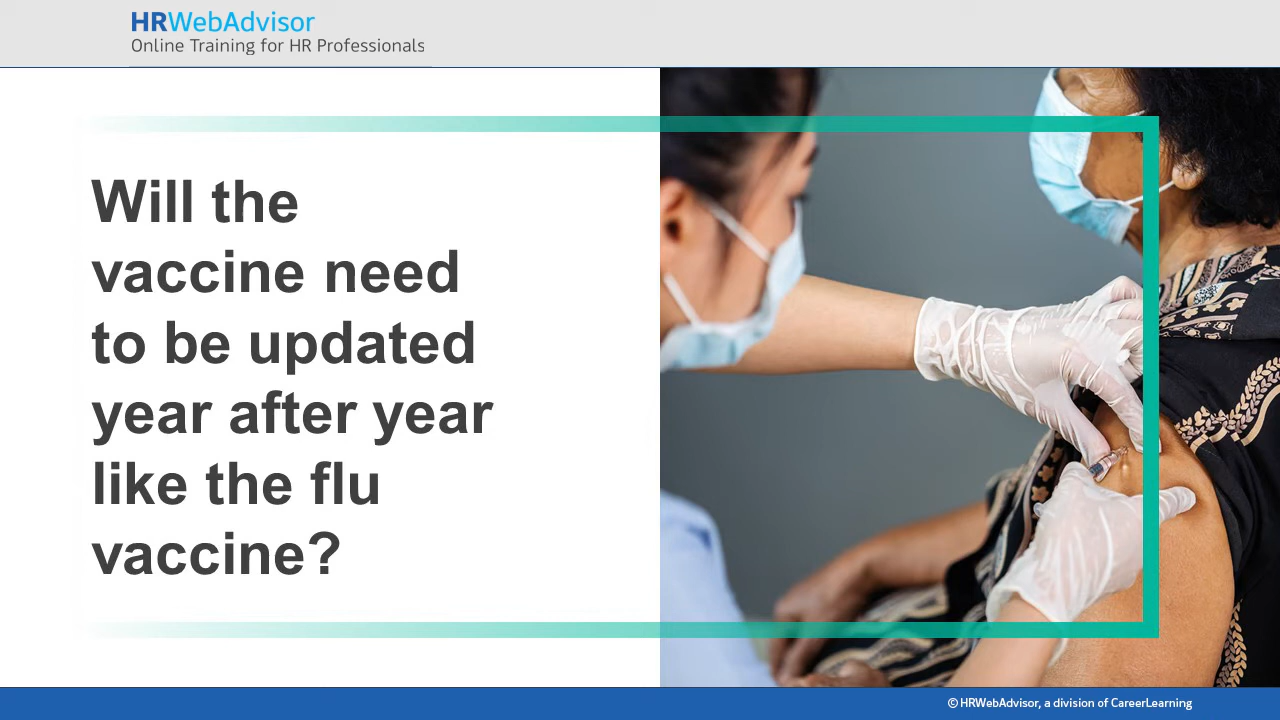 HRWebAdvisor
Online Training for HR Professionals
Will the
vaccine need
to be updated
year after year
like the flu
vaccine?
© HRWebAdvisor, a division of CareerLearning